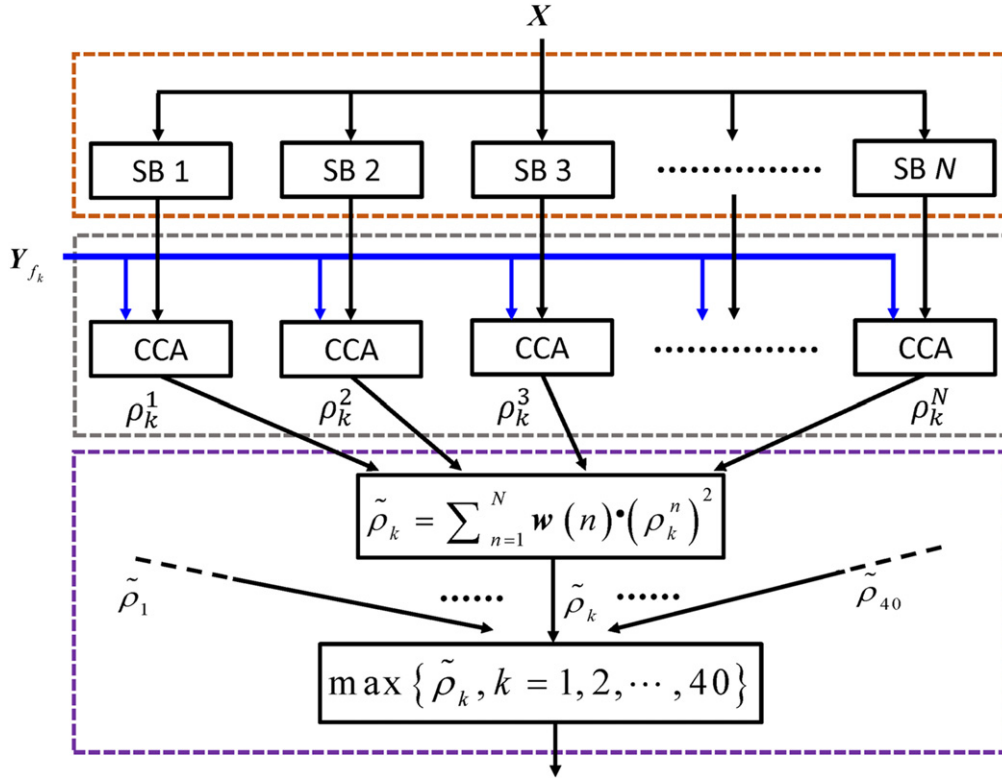 X
SB 1 SB 2 SB 3 ................ SB N
Y_{f_k}
CCA CCA CCA ................ CCA
ρ_k^1 ρ_k^2 ρ_k^3 ρ_k^N
ρ̃_k = ∑_{n=1}^N w(n)•(ρ_k^n)^2
ρ̃_1 ...... ρ̃_k ...... ρ̃_{40}
max{ρ̃_k, k = 1, 2, ⋯, 40}